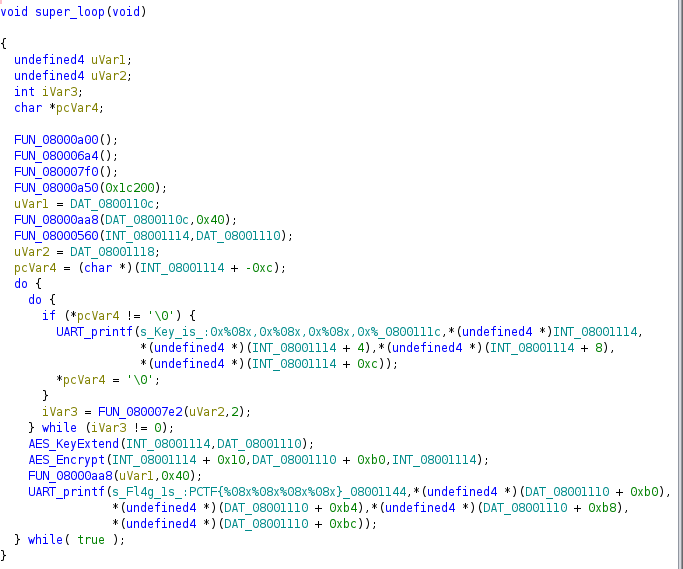 void super_loop(void)
{
undefined4 uVar1;
undefined4 uVar2;
int iVar3;
char *pcVar4;
FUN_08000a00();
FUN_080006a4();
FUN_080007f0();
FUN_08000a50(0x1c200);
uVar1 = DAT_0800110c;
FUN_08000aa8(DAT_0800110c,0x40);
FUN_08000560(INT_08001114,DAT_08001110);
uVar2 = DAT_08001118;
pcVar4 = (char *)(INT_08001114 + -0xc);
do {
do {
if (*pcVar4 != '\0') {
UART_printf(s_Key_is_:0x%08x,0x%08x,0x%08x,0x%_0800111c,*(undefined4 *)INT_08001114,
*(undefined4 *)(INT_08001114 + 4),*(undefined4 *)(INT_08001114 + 8),
*(undefined4 *)(INT_08001114 + 0xc));
*pcVar4 = '\0';
}
iVar3 = FUN_080007e2(uVar2,2);
} while (iVar3 != 0);
AES_KeyExtend(INT_08001114,DAT_08001110);
AES_Encrypt(INT_08001114 + 0x10,DAT_08001110 + 0xb0,INT_08001114);
FUN_08000aa8(uVar1,0x40);
UART_printf(s_Fl4g_1s_:PCTF{%08x%08x%08x%08x}_08001144,*(undefined4 *)(DAT_08001110 + 0xb0),
*(undefined4 *)(DAT_08001110 + 0xb4),*(undefined4 *)(DAT_08001110 + 0xb8),
*(undefined4 *)(DAT_08001110 + 0xbc));
} while( true );
}